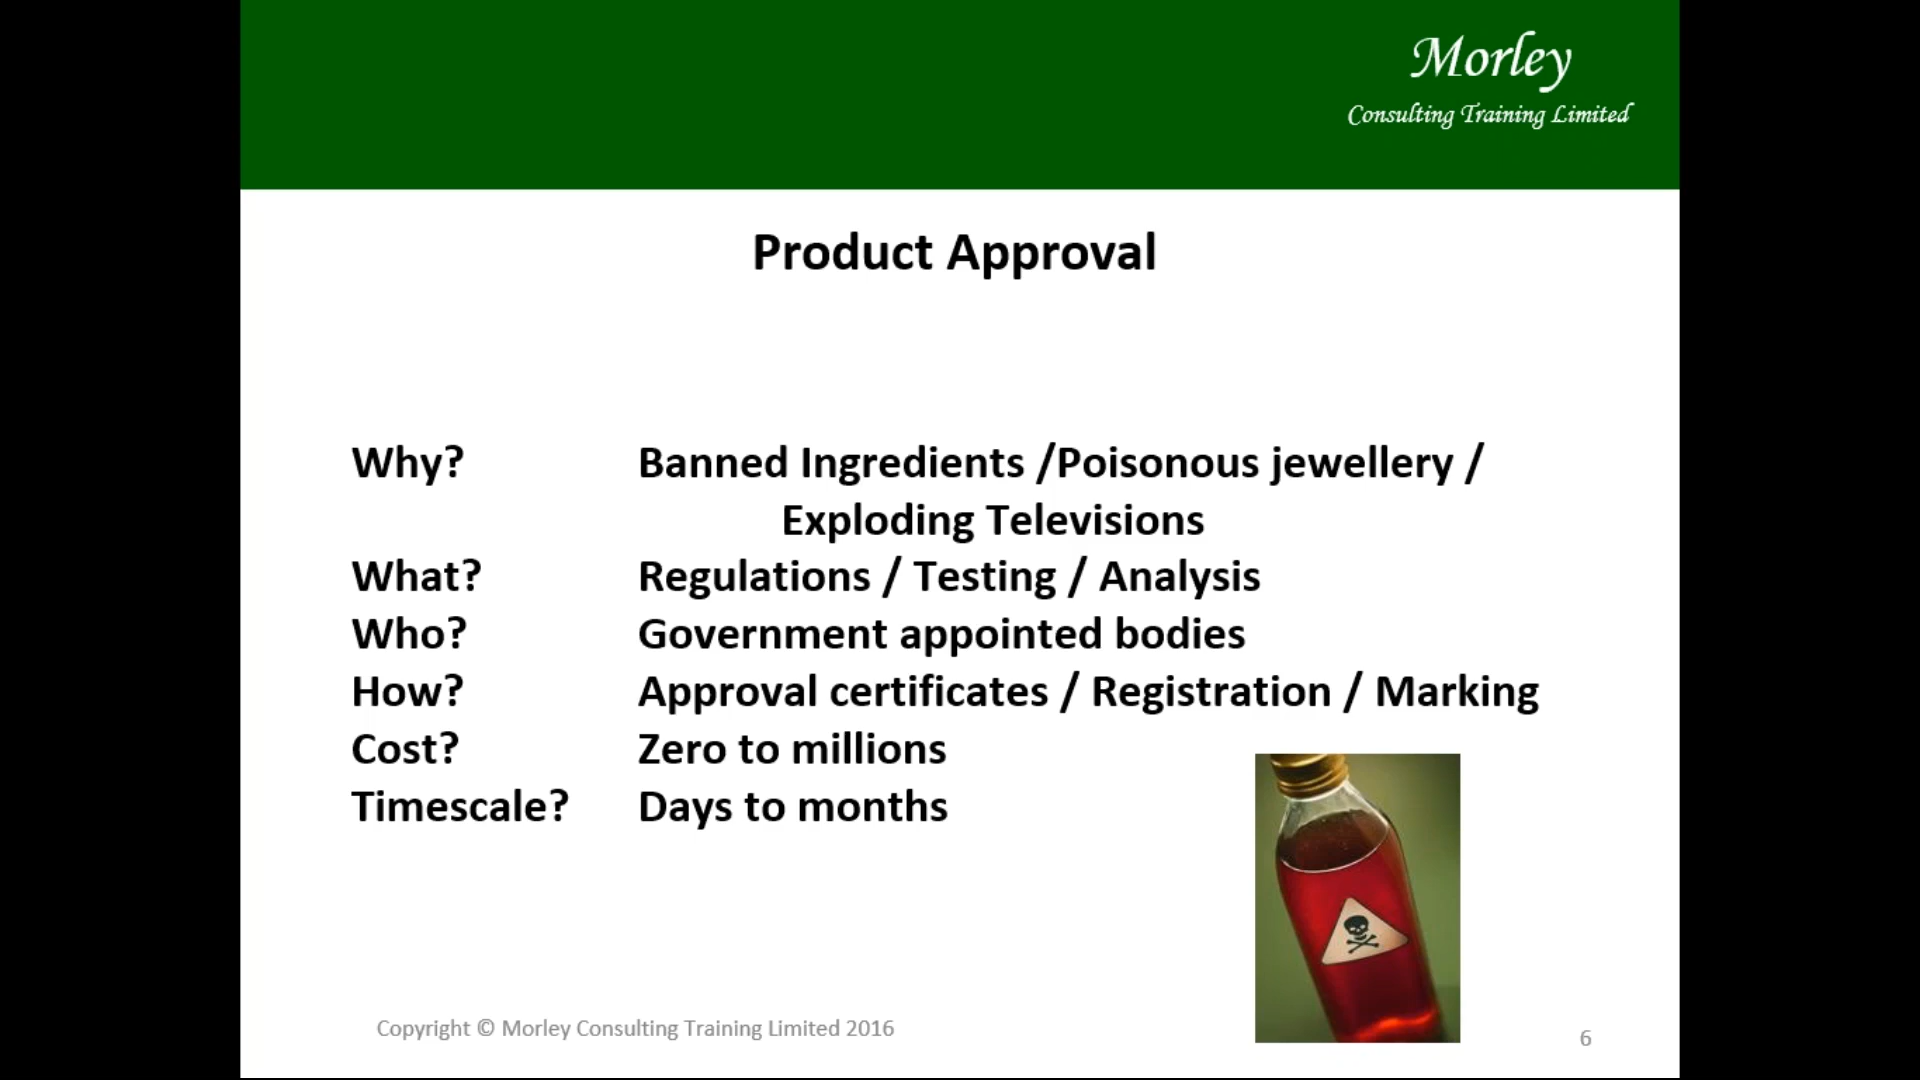 Morley
Consulting Training Limited
Product Approval
Why? Banned Ingredients /Poisonous jewellery /
Exploding Televisions
What? Regulations / Testing / Analysis
Who? Government appointed bodies
How? Approval certificates / Registration / Marking
Cost? Zero to millions
Timescale? Days to months
Copyright © Morley Consulting Training Limited 2016
6